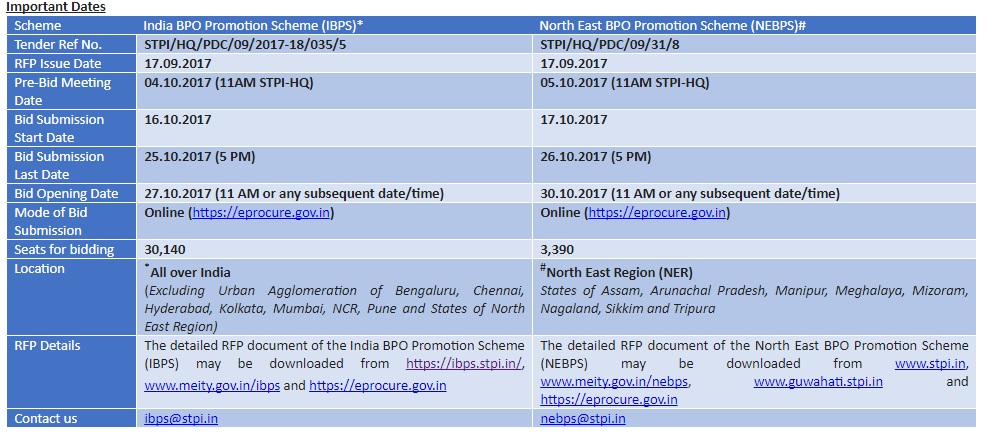 Important Dates
Scheme India BPO Promotion Scheme (IBPS)* North East BPO Promotion Scheme (NEBPS)#
Tender Ref No. STPI/HQ/PDC/09/2017-18/035/5 STPI/HQ/PDC/09/31/8
RFP Issue Date 17.09.2017 17.09.2017
Pre-Bid Meeting Date 04.10.2017 (11AM STPI-HQ) 05.10.2017 (11AM STPI-HQ)
Bid Submission Start Date 16.10.2017 17.10.2017
Bid Submission Last Date 25.10.2017 (5 PM) 26.10.2017 (5 PM)
Bid Opening Date 27.10.2017 (11 AM or any subsequent date/time) 30.10.2017 (11 AM or any subsequent date/time)
Mode of Bid Submission Online (https://eprocure.gov.in) Online (https://eprocure.gov.in)
Seats for bidding 30,140 3,390
Location
*All over India
(Excluding Urban Agglomeration of Bengaluru, Chennai,
Hyderabad, Kolkata, Mumbai, NCR, Pune and States of North
East Region)
#North East Region (NER)
States of Assam, Arunachal Pradesh, Manipur, Meghalaya, Mizoram,
Nagaland, Sikkim and Tripura
RFP Details
The detailed RFP document of the India BPO Promotion Scheme
(IBPS) may be downloaded from https://ibps.stpi.in/,
www.meity.gov.in/ibps and https://eprocure.gov.in
The detailed RFP document of the North East BPO Promotion Scheme
(NEBPS) may be downloaded from www.stpi.in,
www.meity.gov.in/nebps, www.guwahati.stpi.in and
https://eprocure.gov.in
Contact us ibps@stpi.in nebps@stpi.in